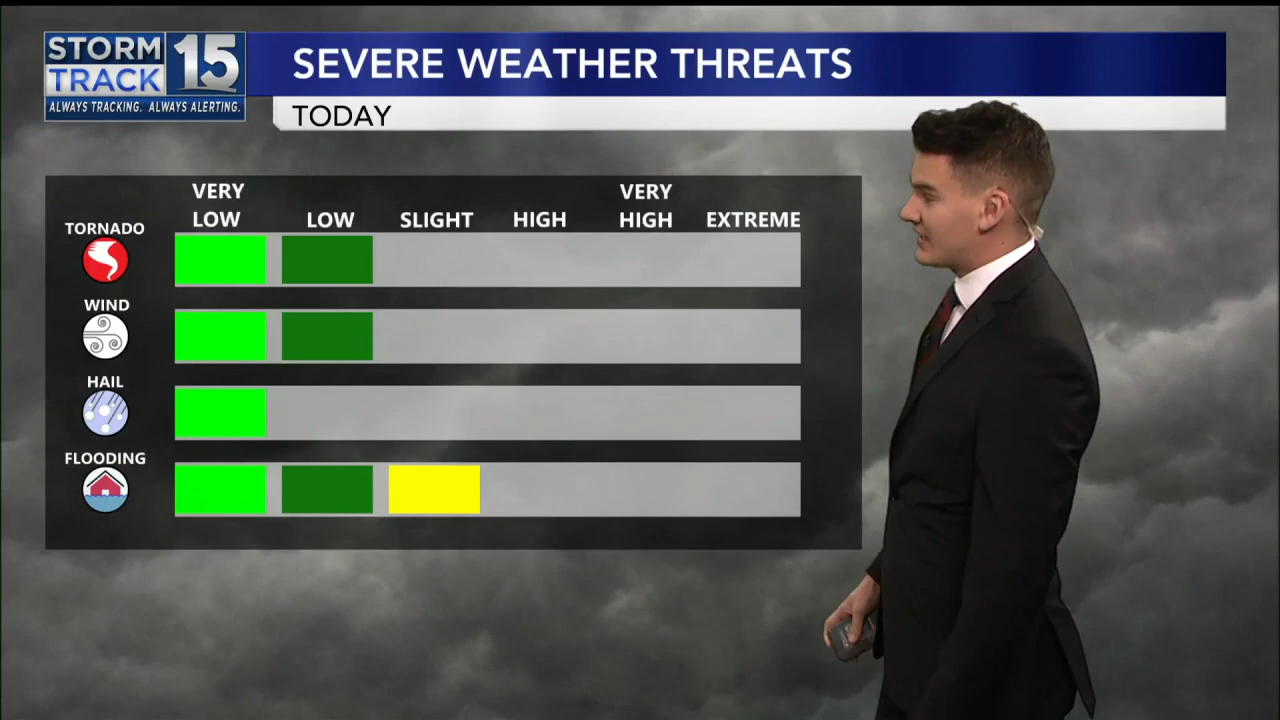 STORM
TRACK
15
ALWAYS TRACKING. ALWAYS ALERTING.
SEVERE WEATHER THREATS
TODAY
VERY LOW
LOW
SLIGHT
HIGH
VERY HIGH
EXTREME
TORNADO
WIND
HAIL
FLOODING